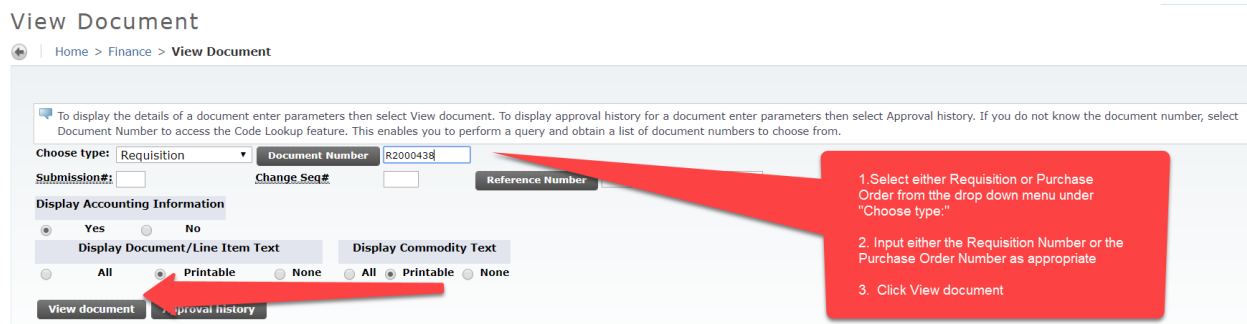 View Document
Home > Finance > View Document
To display the details of a document enter parameters then select View document. To display approval history for a document enter parameters then select Approval history. If you do not know the document number, select
Document Number to access the Code Lookup feature. This enables you to perform a query and obtain a list of document numbers to choose from.
Choose type: Requisition Document Number R2000438
Submission#: Change Seq# Reference Number
Display Accounting Information
Yes No
Display Document/Line Item Text Display Commodity Text
All Printable None All Printable None
View document Approval history
1.Select either Requisition or Purchase
Order from tthe drop down menu under
"Choose type:"
2. Input either the Requisition Number or the
Purchase Order Number as appropriate
3. Click View document